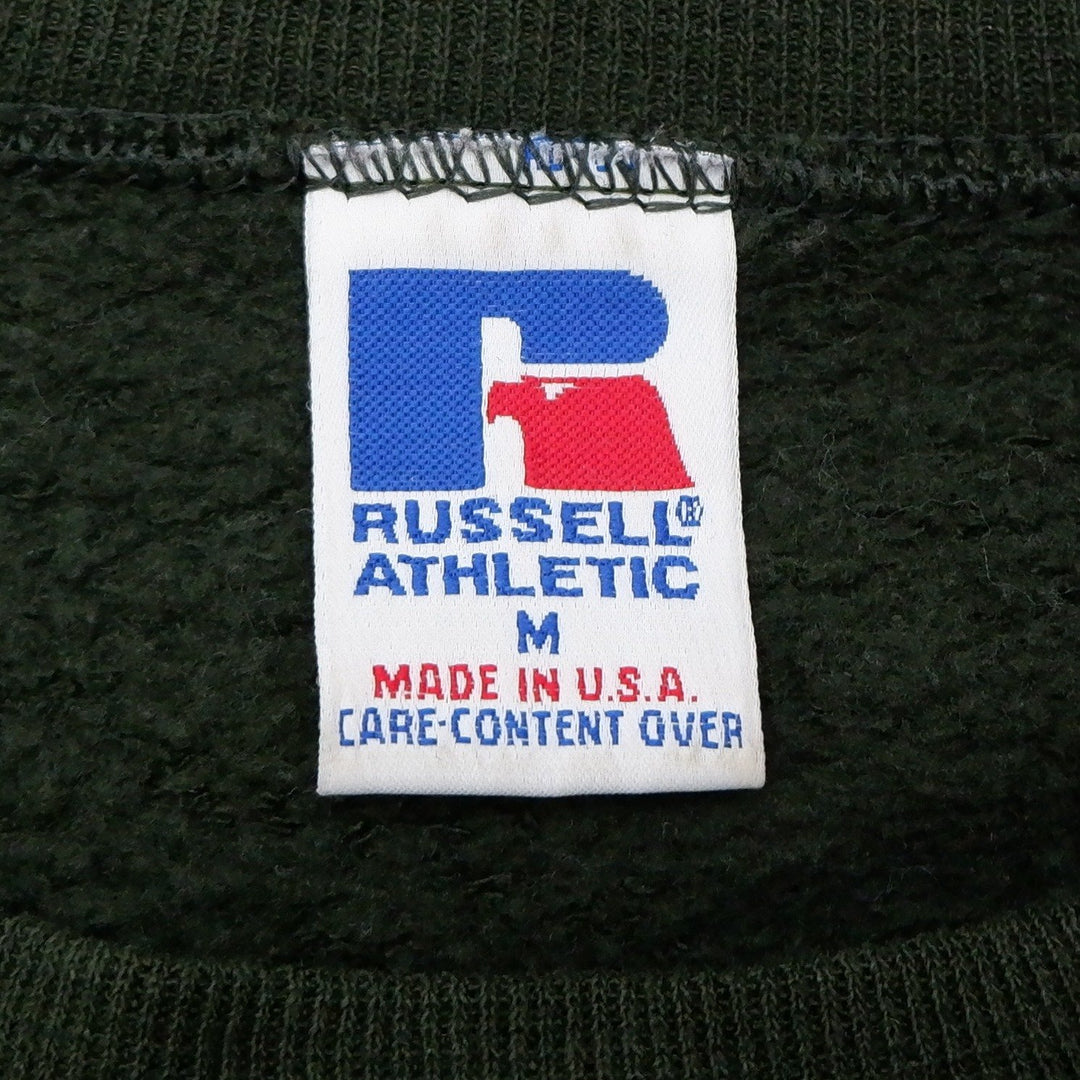 RUSSELL®
ATHLETIC
M
MADE IN U.S.A.
CARE-CONTENT OVER